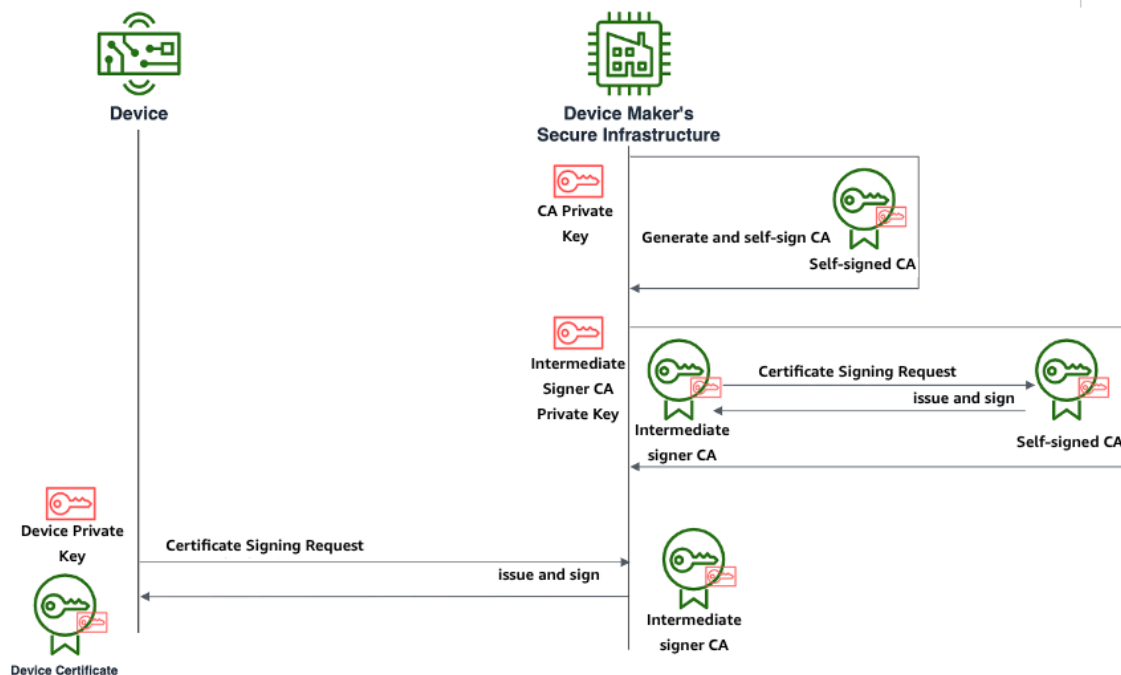 Device
Device Maker's
Secure Infrastructure
CA Private
Key
Generate and self-sign CA
Self-signed CA
Intermediate
Signer CA
Private Key
Certificate Signing Request
issue and sign
Intermediate
signer CA
Self-signed CA
Device Private
Key
Certificate Signing Request
issue and sign
Intermediate
signer CA
Device Certificate